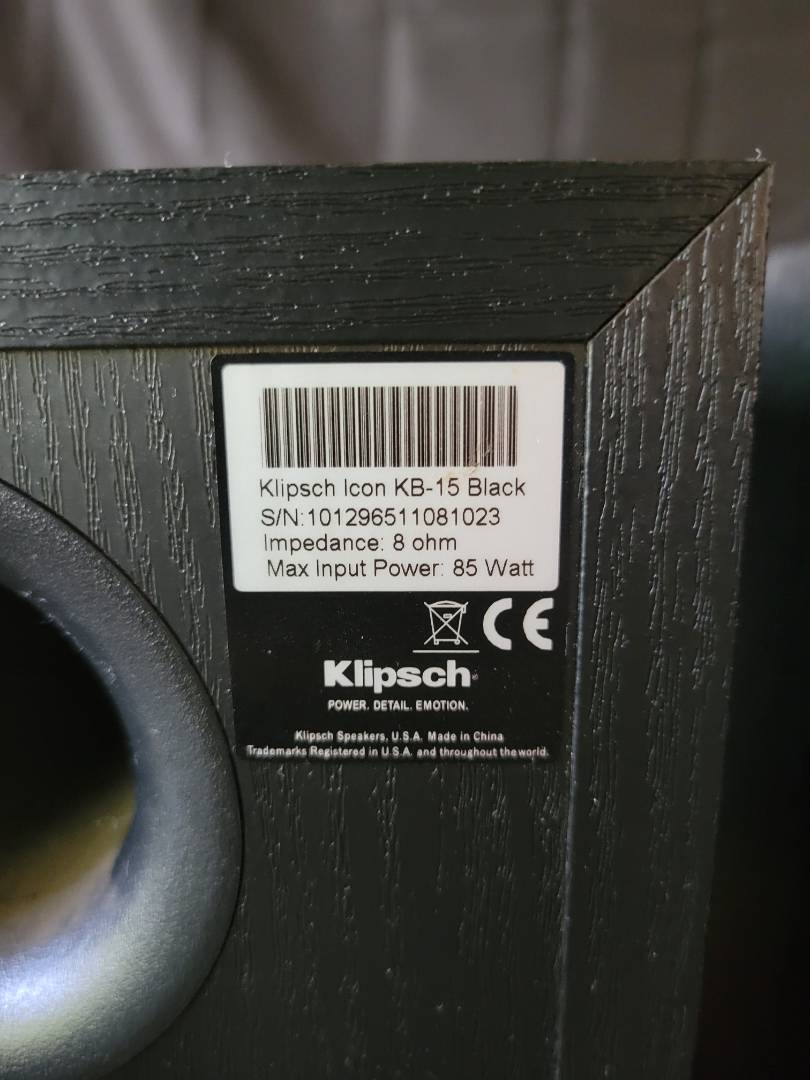 Klipsch Icon KB-15 Black
S/N:101296511081023
Impedance: 8 ohm
Max Input Power: 85 Watt
CE
Klipsch
POWER. DETAIL. EMOTION.
Klipsch Speakers, U.S.A. Made in China
Trademarks Registered in U.S.A. and throughout the world.